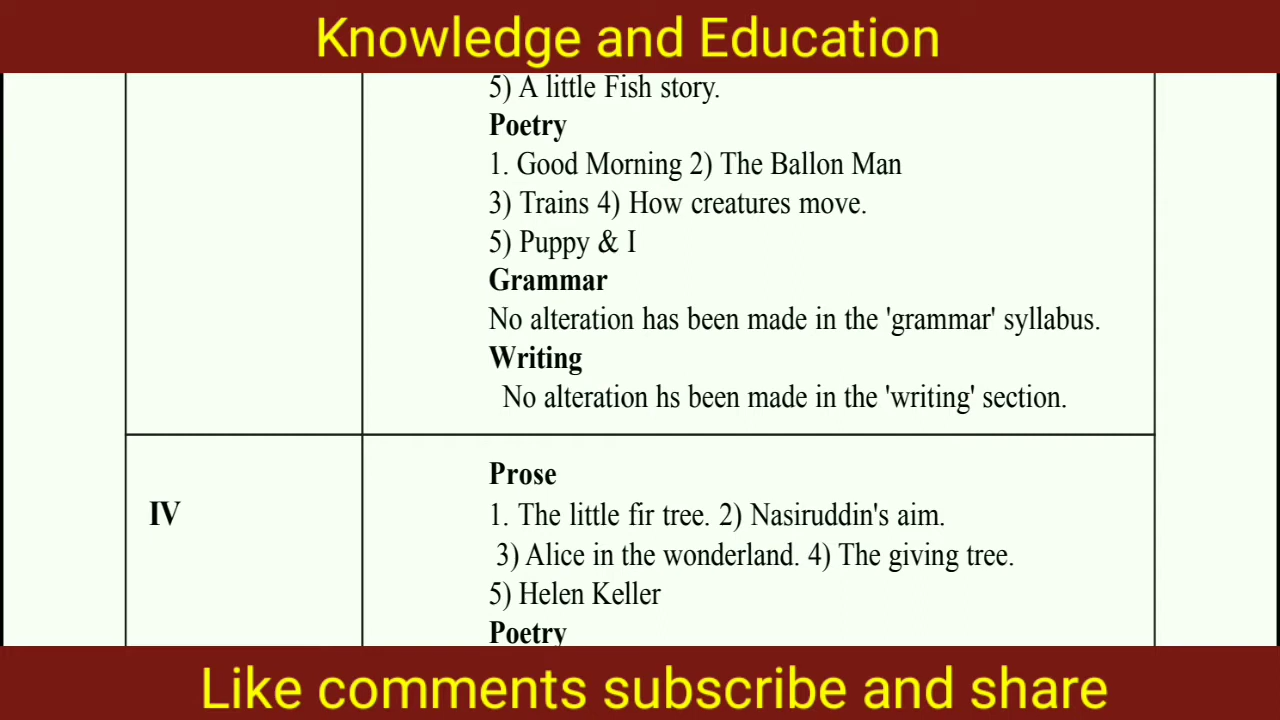 Knowledge and Education
5) A little Fish story.
Poetry
1. Good Morning 2) The Ballon Man
3) Trains 4) How creatures move.
5) Puppy & I
Grammar
No alteration has been made in the 'grammar' syllabus.
Writing
No alteration hs been made in the 'writing' section.
Prose
IV
1. The little fir tree. 2) Nasiruddin's aim.
3) Alice in the wonderland. 4) The giving tree.
5) Helen Keller
Poetry
Like comments subscribe and share